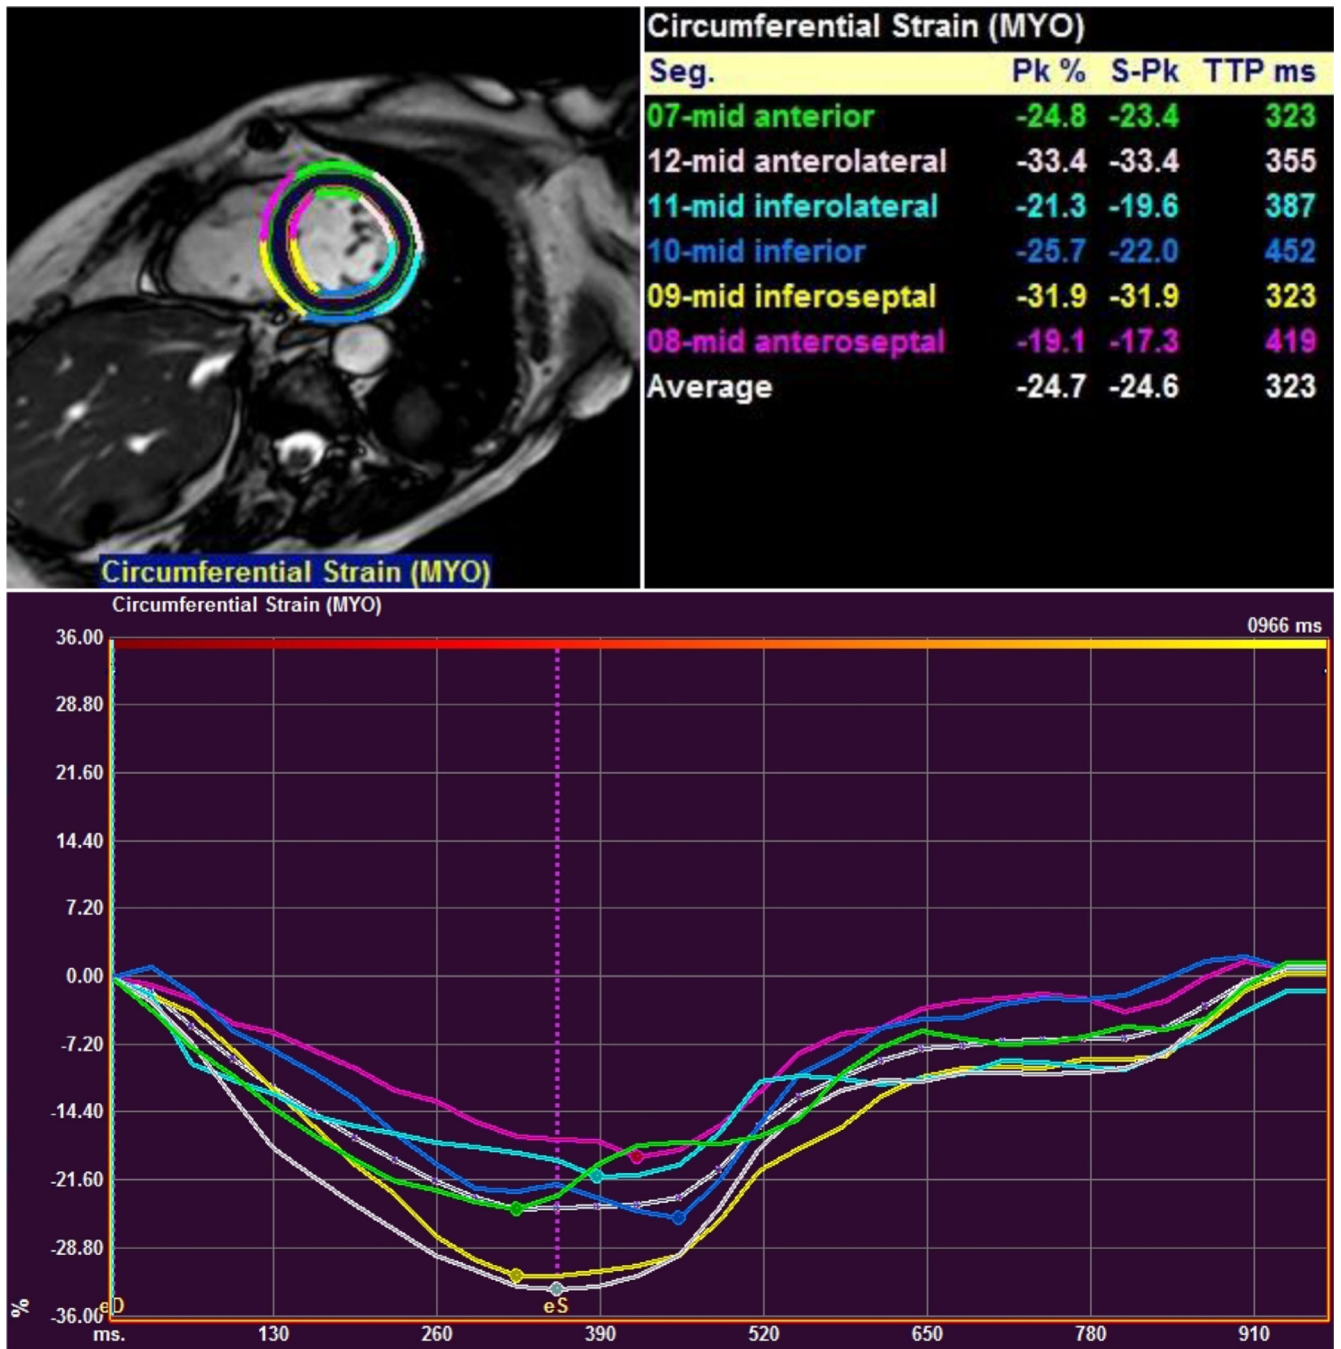 Circumferential Strain (MYO)
Circumferential Strain (MYO)
Seg. Pk % S-Pk TTP ms
07-mid anterior -24.8 -23.4 323
12-mid anterolateral -33.4 -33.4 355
11-mid inferolateral -21.3 -19.6 387
10-mid inferior -25.7 -22.0 452
09-mid inferoseptal -31.9 -31.9 323
08-mid anteroseptal -19.1 -17.3 419
Average -24.7 -24.6 323
Circumferential Strain (MYO)
0966 ms
36.00
28.80
21.60
14.40
7.20
0.00
-7.20
-14.40
-21.60
-28.80
-36.00
%
eD
eS
ms. 130 260 390 520 650 780 910